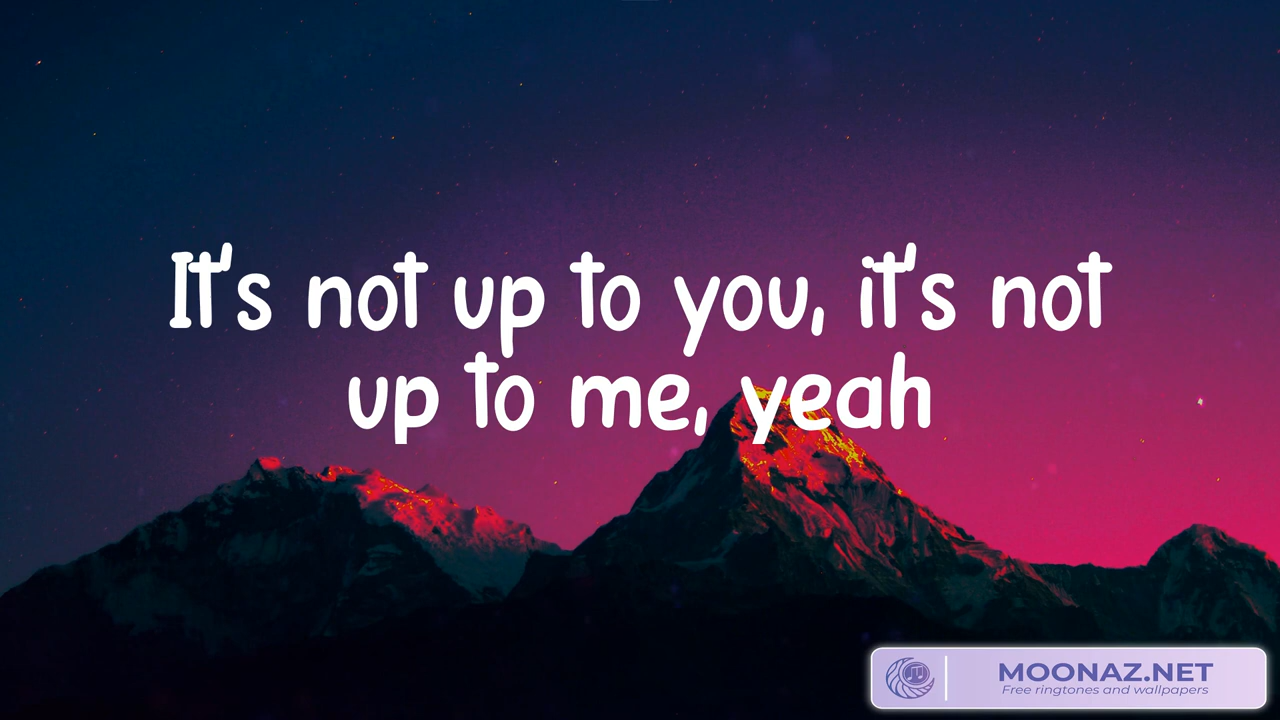 It's not up to you, it's not
up to me, yeah
MOONAZ.NET
Free ringtones and wallpapers